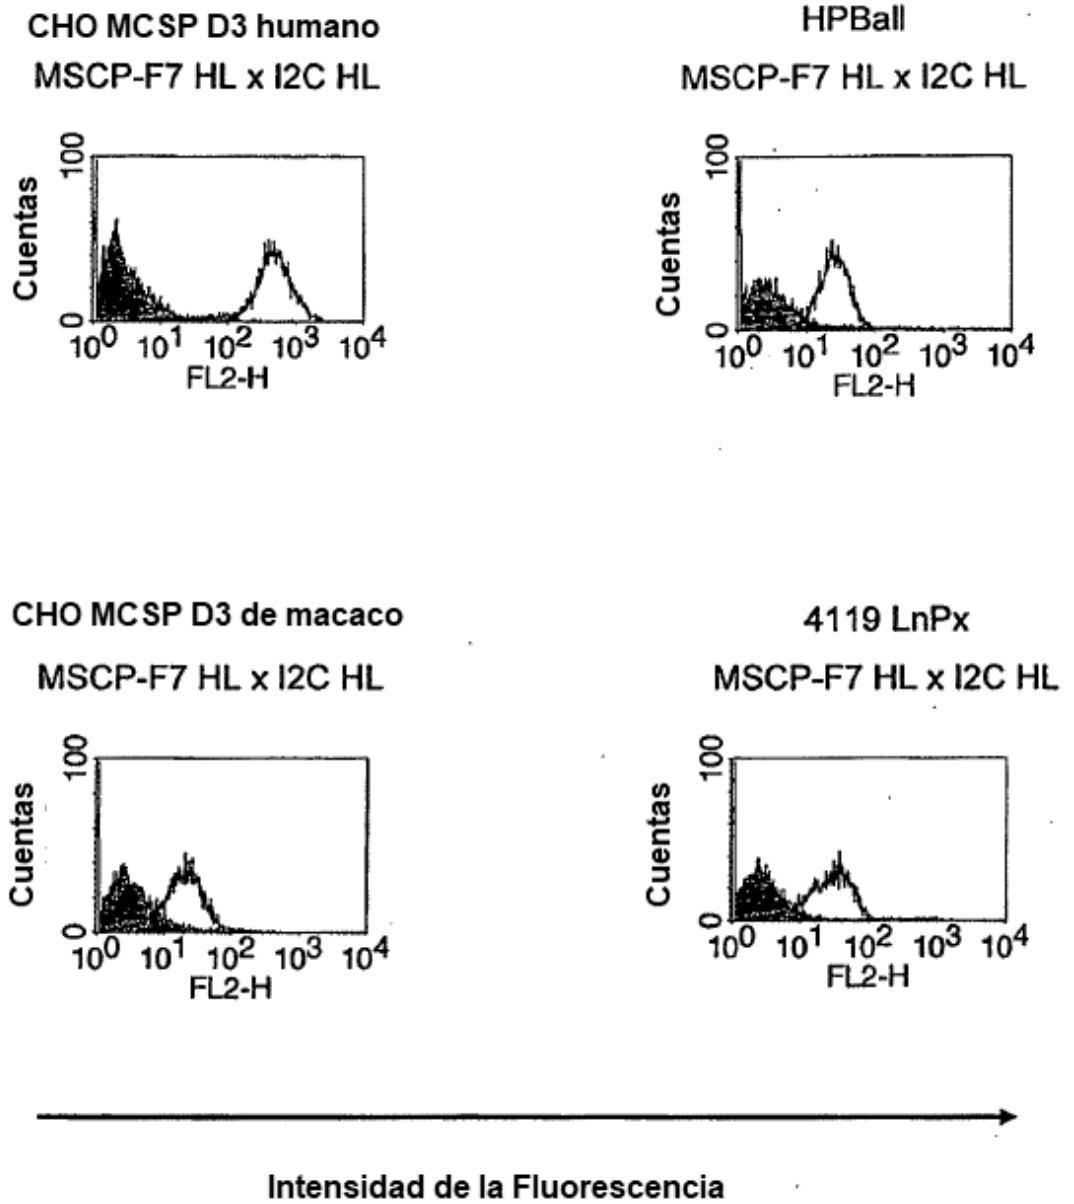 CHO MCSP D3 humano
MSCP-F7 HL x I2C HL
100
Cuentas
0
10^0 10^1 10^2 10^3 10^4
FL2-H
HPBall
MSCP-F7 HL x I2C HL
100
Cuentas
0
10^0 10^1 10^2 10^3 10^4
FL2-H
CHO MCSP D3 de macaco
MSCP-F7 HL x I2C HL
100
Cuentas
0
10^0 10^1 10^2 10^3 10^4
FL2-H
4119 LnPx
MSCP-F7 HL x I2C HL
100
Cuentas
0
10^0 10^1 10^2 10^3 10^4
FL2-H
Intensidad de la Fluorescencia